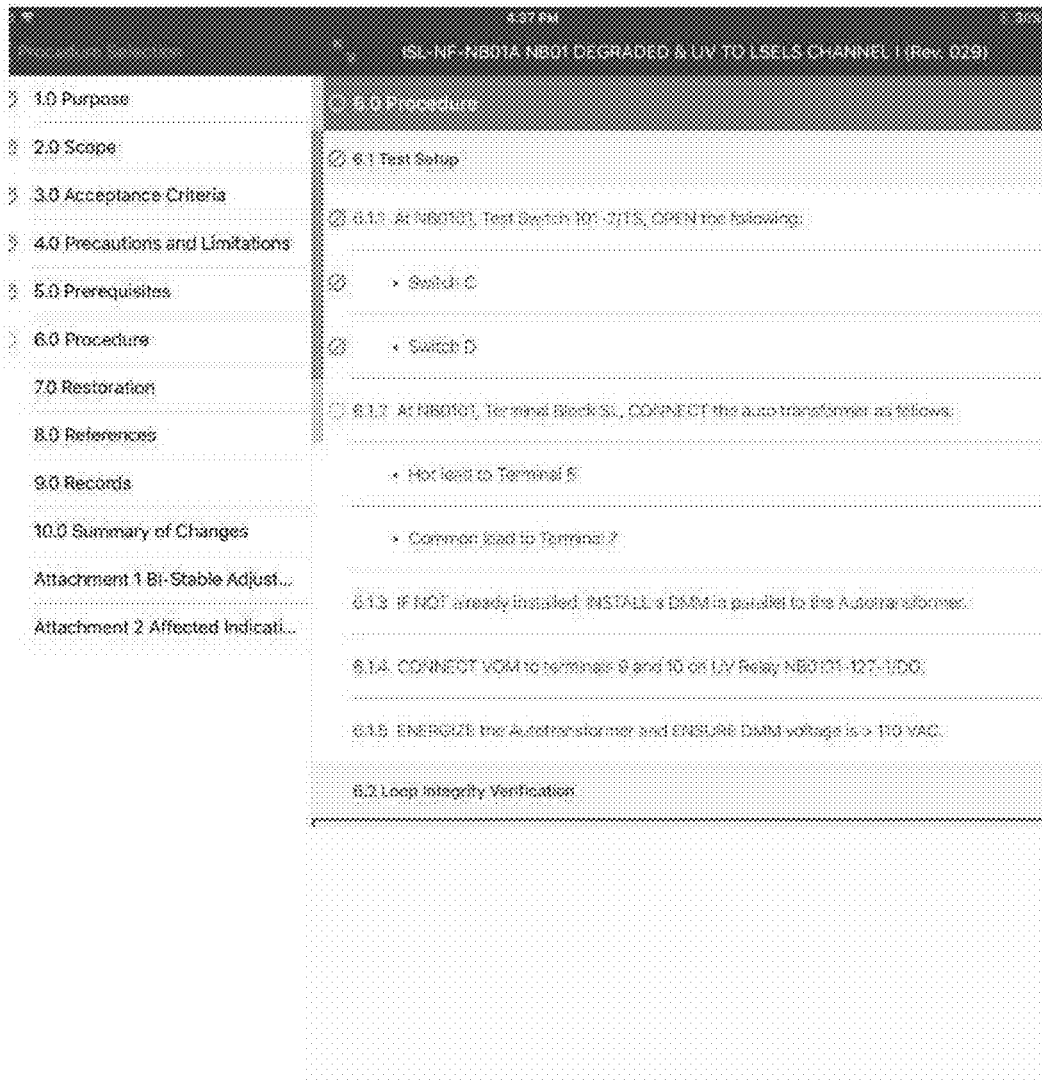 4:37 PM
Procedure Selection
ISL-NF-NB01A NB01 DEGRADED & UV TO LSELS CHANNEL I (Rev. 029)
1.0 Purpose
2.0 Scope
3.0 Acceptance Criteria
4.0 Precautions and Limitations
5.0 Prerequisites
6.0 Procedure
7.0 Restoration
8.0 References
9.0 Records
10.0 Summary of Changes
Attachment 1 Bi-Stable Adjust...
Attachment 2 Affected Indicati...
6.0 Procedure
6.1 Test Setup
6.1.1 At NB0101, Test Switch 101-2/TS, OPEN the following:
• Switch C
• Switch D
6.1.2 At NB0101, Terminal Block SL, CONNECT the auto transformer as follows:
• Hot lead to Terminal
• Common lead to Terminal 7
6.1.3 IF NOT already installed, INSTALL a DMM in parallel to the Autotransformer.
6.1.4 CONNECT VOM to terminals 9 and 10 on UV Relay NB0101-127-1/DO.
6.1.5 ENERGIZE the Autotransformer and ENSURE DMM voltage is > 110 VAC.
6.2 Loop Integrity Verification